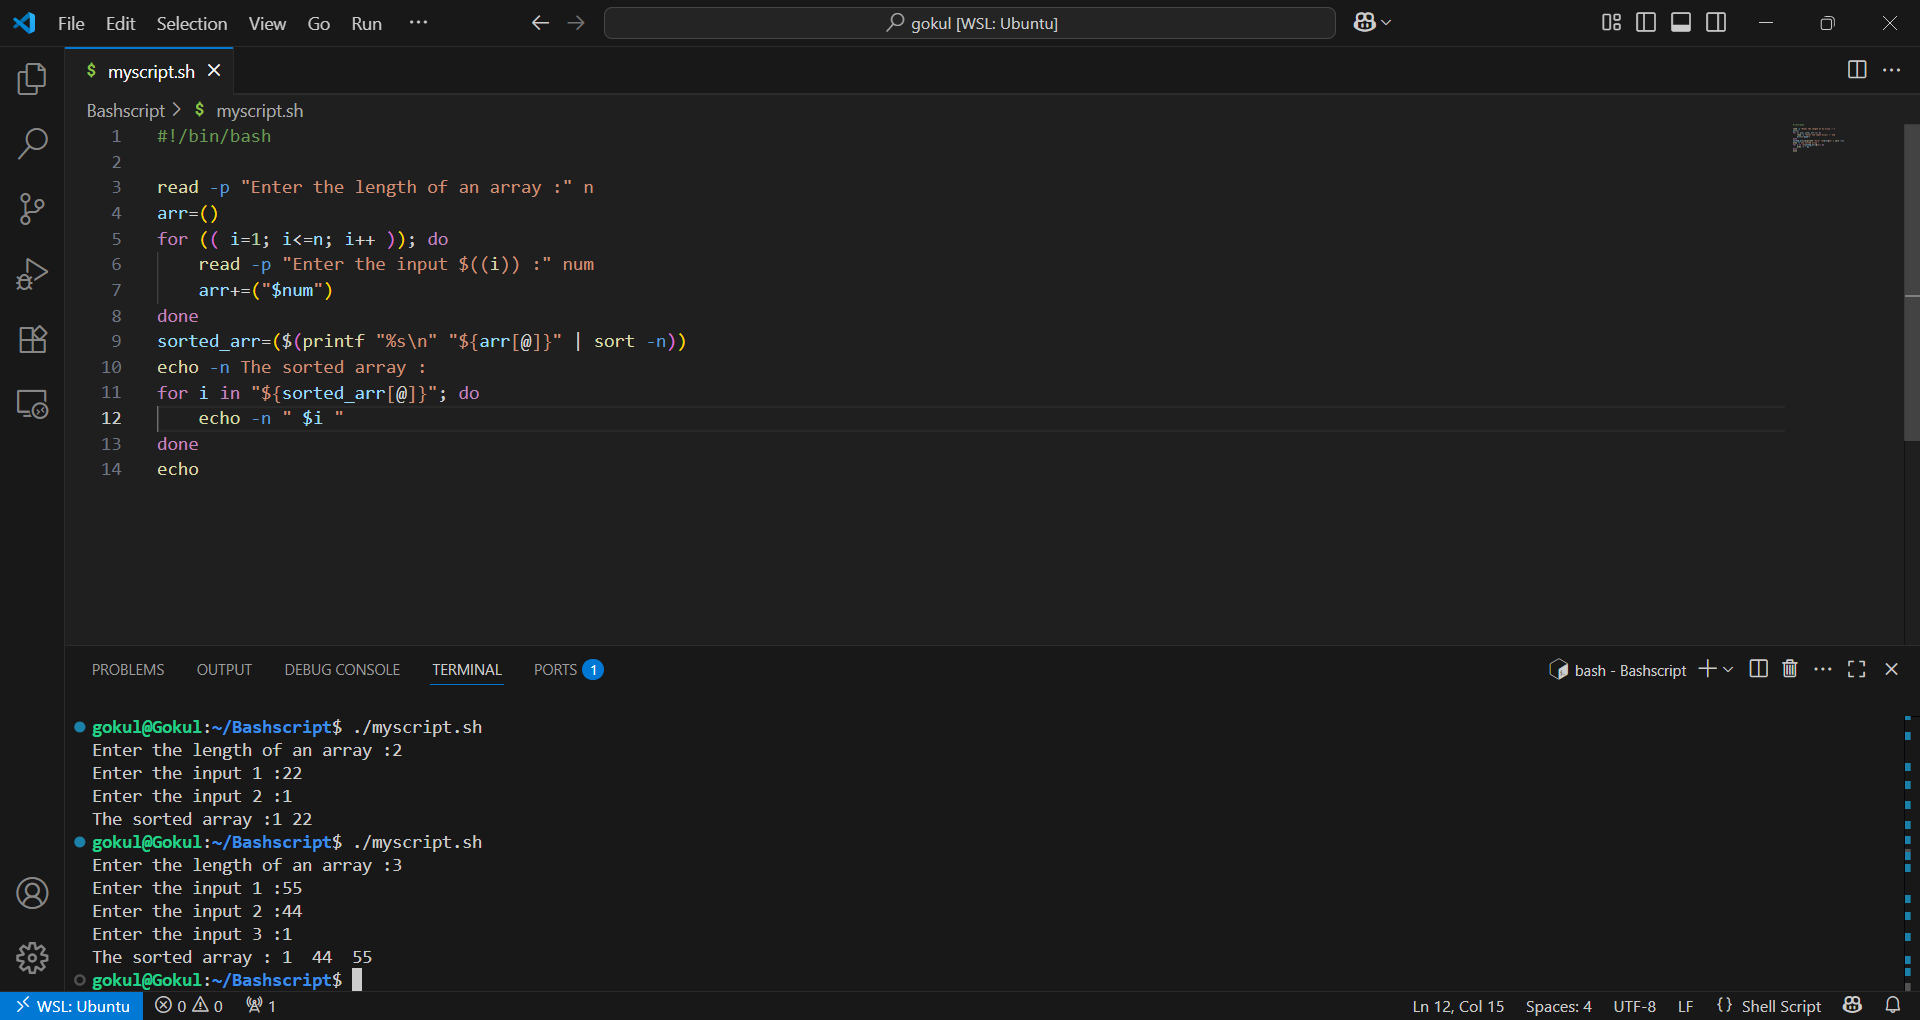 File Edit Selection View Go Run ···
gokul [WSL: Ubuntu]
$ myscript.sh
Bashscript > $ myscript.sh
1 #!/bin/bash
2
3 read -p "Enter the length of an array :" n
4 arr=()
5 for (( i=1; i<=n; i++ )); do
6     read -p "Enter the input $((i)) :" num
7     arr+=("$num")
8 done
9 sorted_arr=($(printf "%s\n" "${arr[@]}" | sort -n))
10 echo -n The sorted array :
11 for i in "${sorted_arr[@]}"; do
12     echo -n " $i "
13 done
14 echo
PROBLEMS OUTPUT DEBUG CONSOLE TERMINAL PORTS 1
bash - Bashscript
gokul@Gokul:~/Bashscript$ ./myscript.sh
Enter the length of an array :2
Enter the input 1 :22
Enter the input 2 :1
The sorted array :1 22
gokul@Gokul:~/Bashscript$ ./myscript.sh
Enter the length of an array :3
Enter the input 1 :55
Enter the input 2 :44
Enter the input 3 :1
The sorted array : 1  44  55
gokul@Gokul:~/Bashscript$
WSL: Ubuntu 0 0 1 Ln 12, Col 15 Spaces: 4 UTF-8 LF {} Shell Script